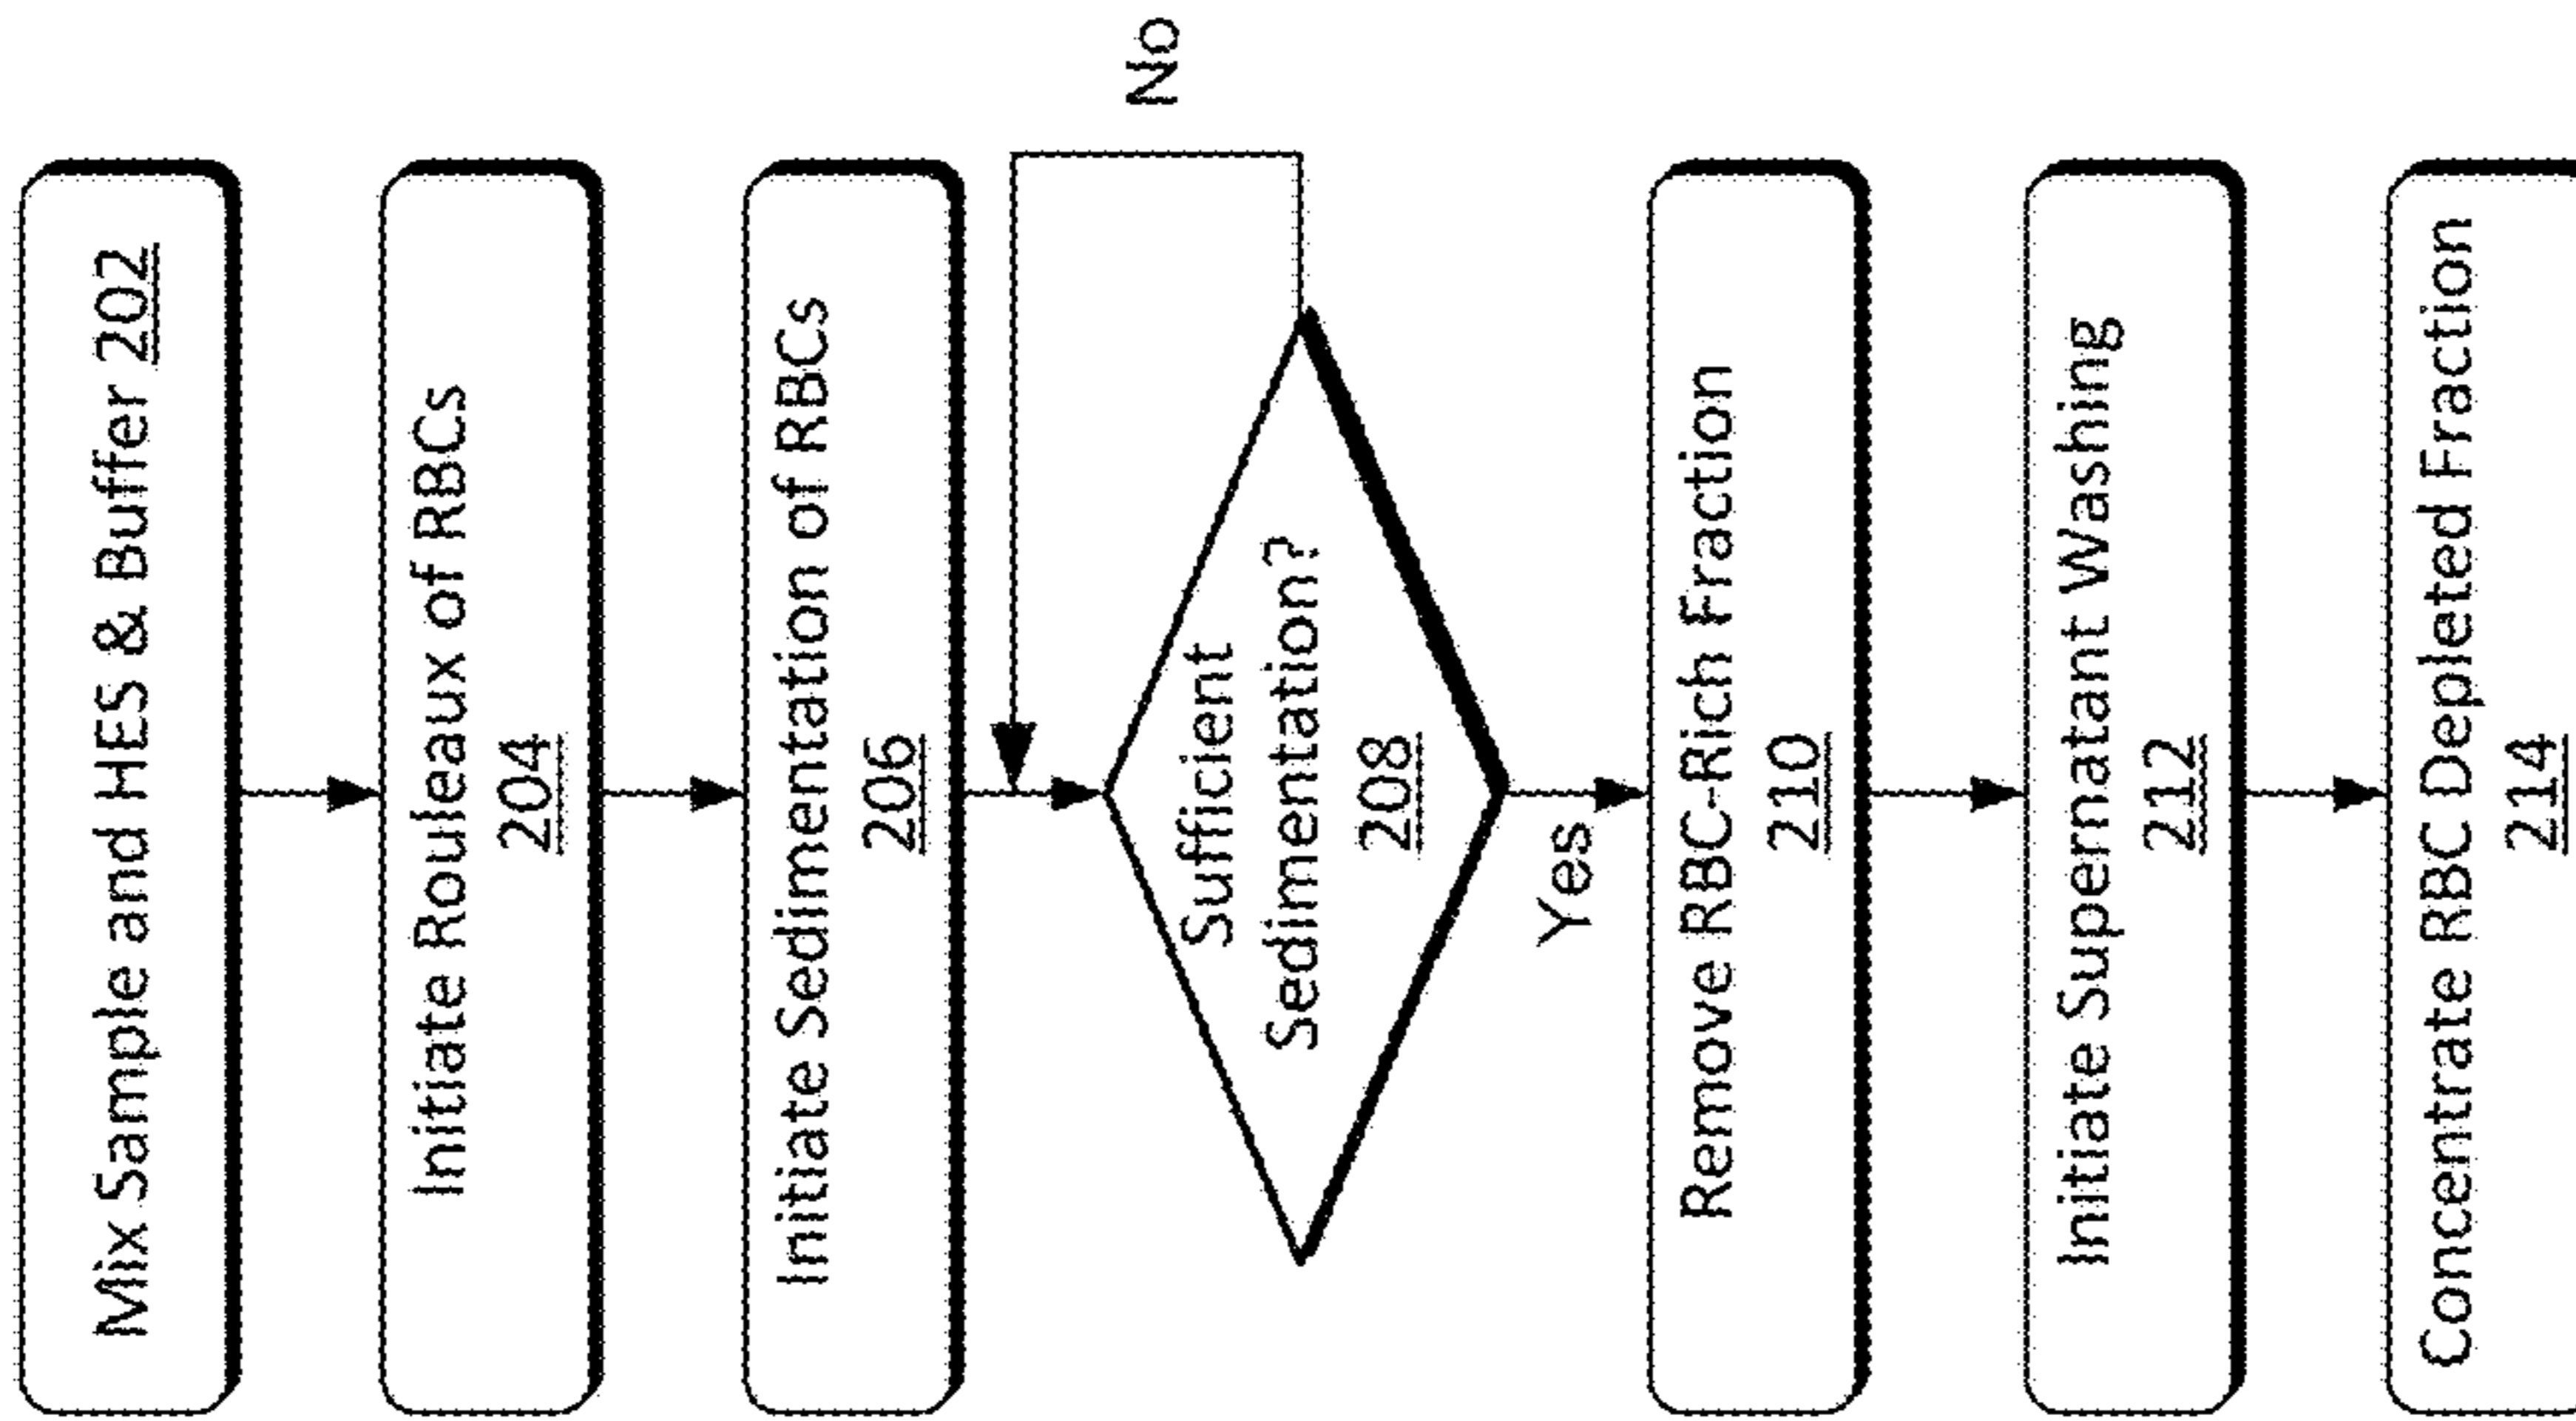 Mix Sample and HES & Buffer 202
Initiate Rouleaux of RBCs
204
Initiate Sedimentation of RBCs
206
Sufficient
Sedimentation?
208
No
Yes
Remove RBC-Rich Fraction
210
Initiate Supernatant Washing
212
Concentrate RBC Depleted Fraction
214